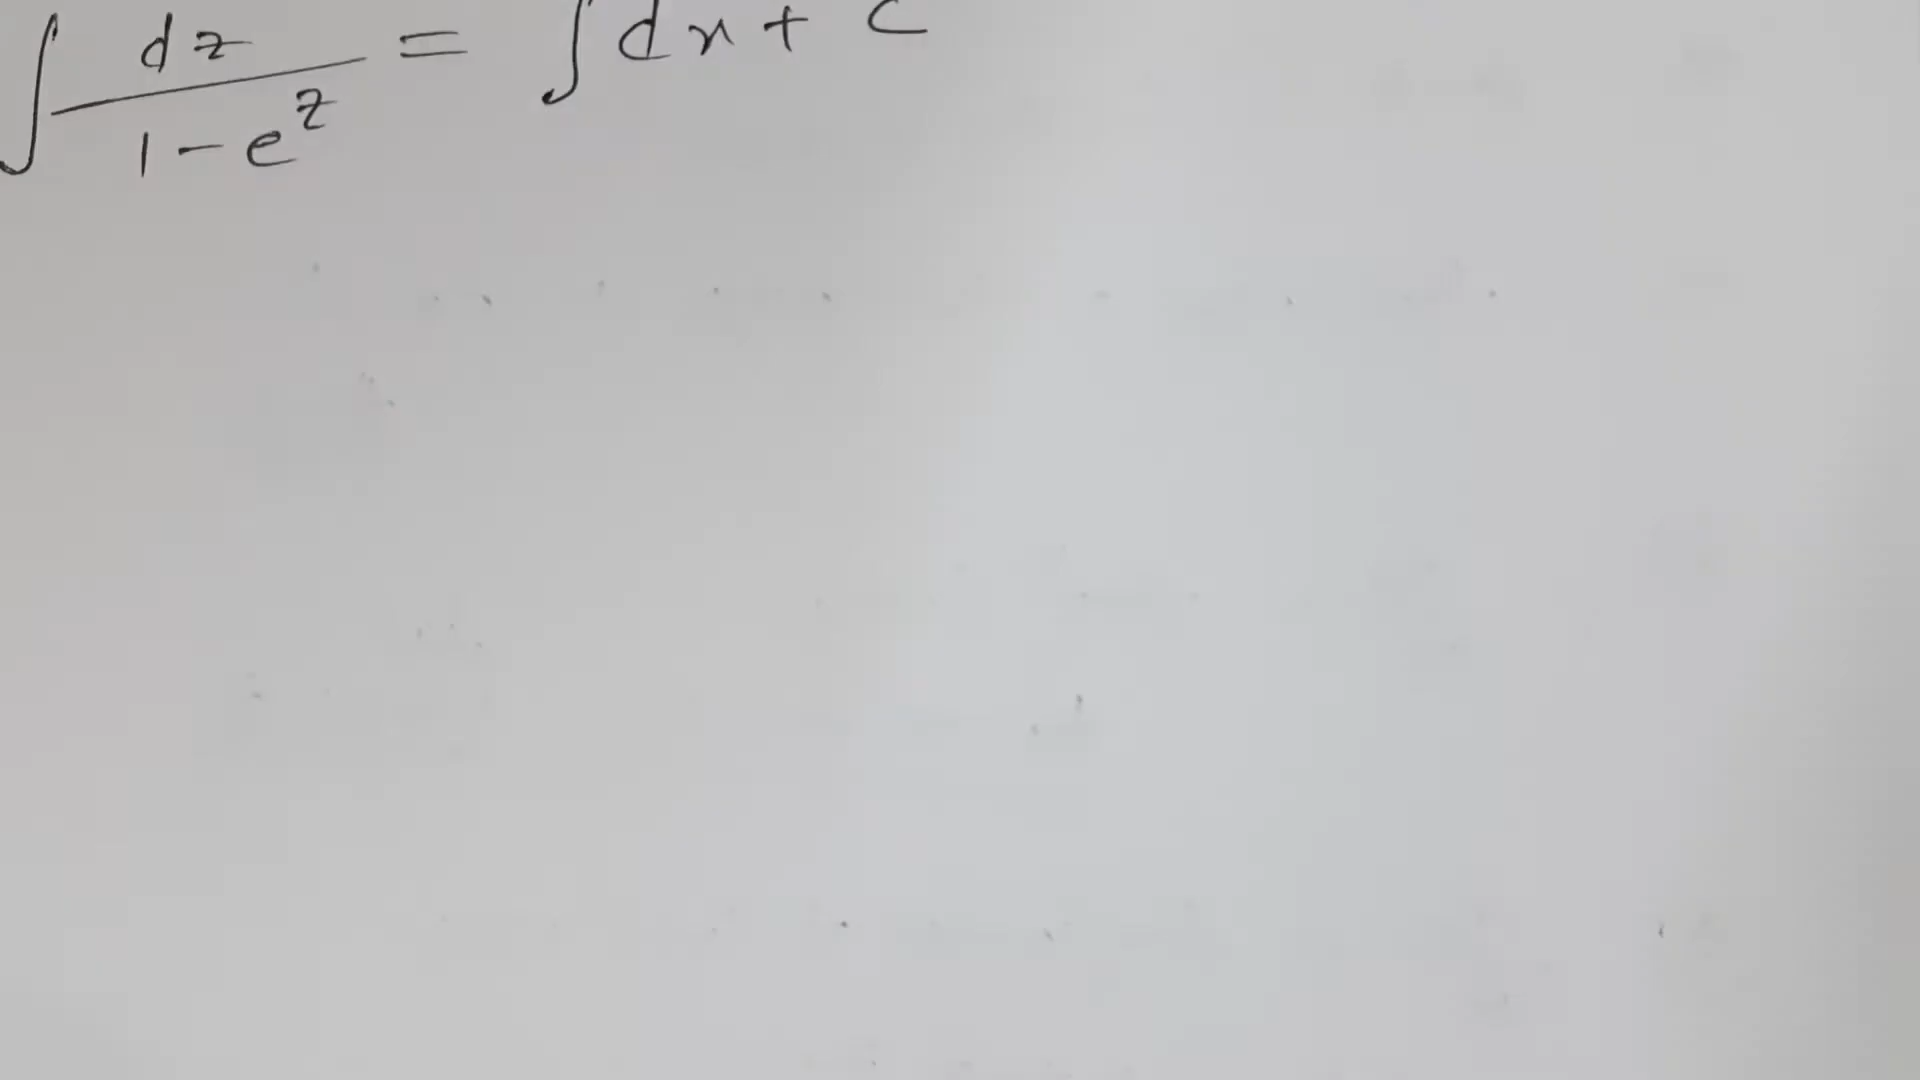 ∫ dz / (1 - e^z) = ∫ dx + C